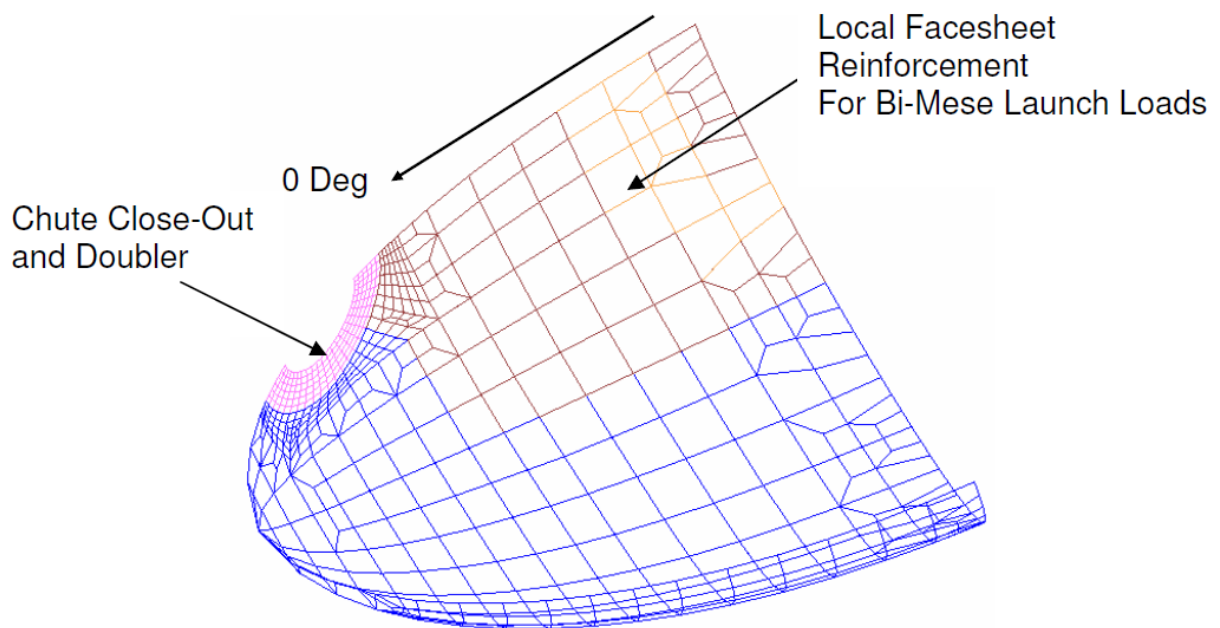 Local Facesheet
Reinforcement
For Bi-Mese Launch Loads
0 Deg
Chute Close-Out
and Doubler